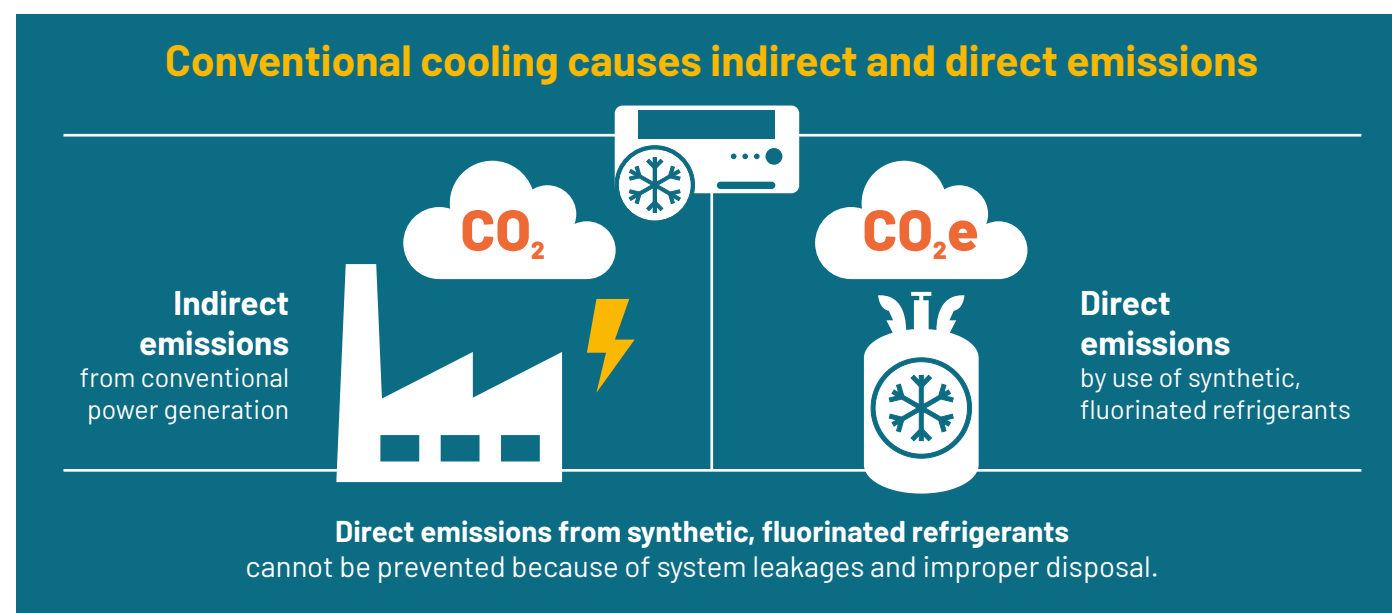 Conventional cooling causes indirect and direct emissions
CO₂
CO₂e
Indirect
emissions
from conventional
power generation
Direct
emissions
by use of synthetic,
fluorinated refrigerants
Direct emissions from synthetic, fluorinated refrigerants
cannot be prevented because of system leakages and improper disposal.